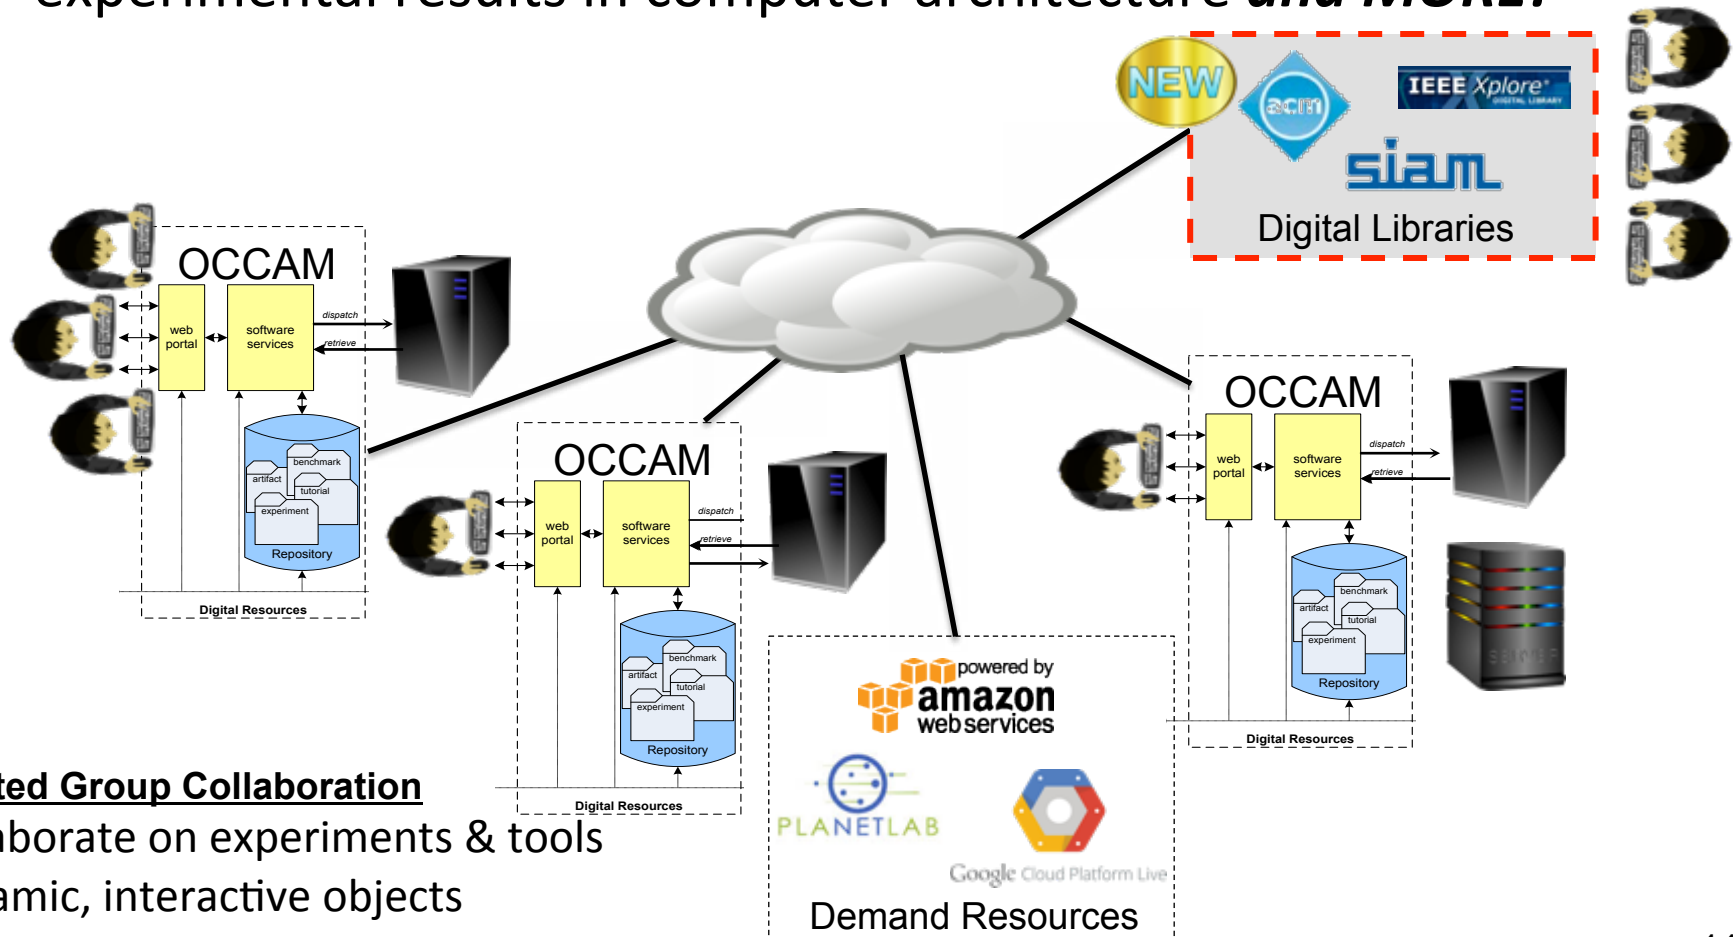 experimental results in computer architecture and MORE!
NEW
acm
IEEE Xplore®
DIGITAL LIBRARY
siam
Digital Libraries
OCCAM
web
portal
software
services
dispatch
retrieve
benchmark
artifact
tutorial
experiment
Repository
Digital Resources
OCCAM
web
portal
software
services
dispatch
retrieve
benchmark
artifact
tutorial
experiment
Repository
Digital Resources
OCCAM
web
portal
software
services
dispatch
retrieve
benchmark
artifact
tutorial
experiment
Repository
Digital Resources
powered by
amazon
web services
PLANETLAB
Google Cloud Platform Live
Demand Resources
ted Group Collaboration
aborate on experiments & tools
amic, interactive objects